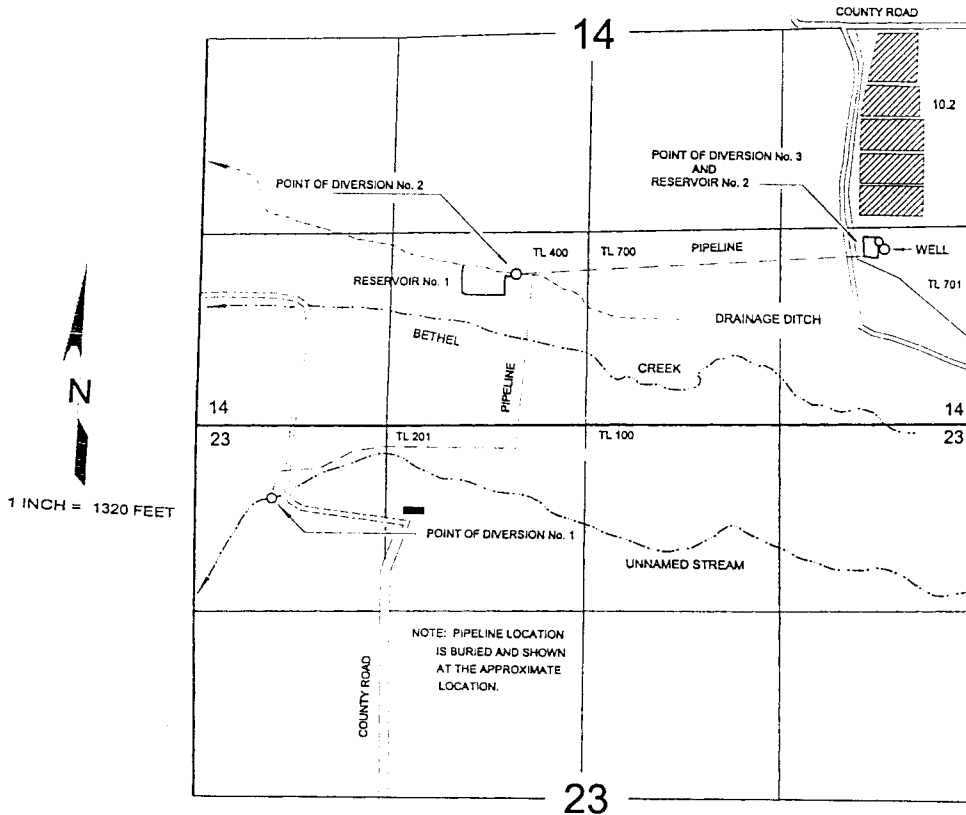 COUNTY ROAD
14
10.2
POINT OF DIVERSION No. 3
AND
RESERVOIR No. 2
POINT OF DIVERSION No. 2
TL 400
TL 700
PIPELINE
WELL
RESERVOIR No. 1
TL 701
DRAINAGE DITCH
BETHEL
CREEK
PIPELINE
N
14
14
23
TL 201
TL 100
23
1 INCH = 1320 FEET
POINT OF DIVERSION No. 1
UNNAMED STREAM
NOTE: PIPELINE LOCATION
IS BURIED AND SHOWN
AT THE APPROXIMATE
LOCATION.
COUNTY ROAD
23